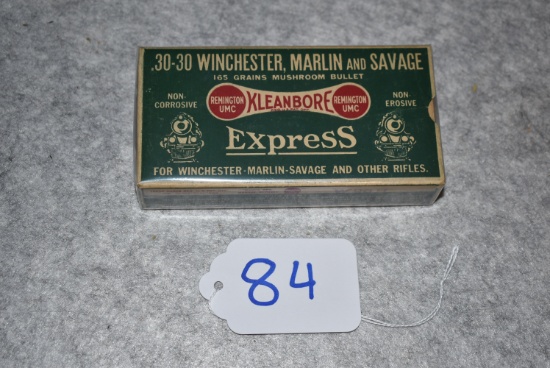 .30-30 WINCHESTER, MARLIN AND SAVAGE
165 GRAINS MUSHROOM BULLET
NON-CORROSIVE
REMINGTON UMC
KLEANBORE
REMINGTON UMC
NON-EROSIVE
ExpresS
FOR WINCHESTER-MARLIN-SAVAGE AND OTHER RIFLES.
84